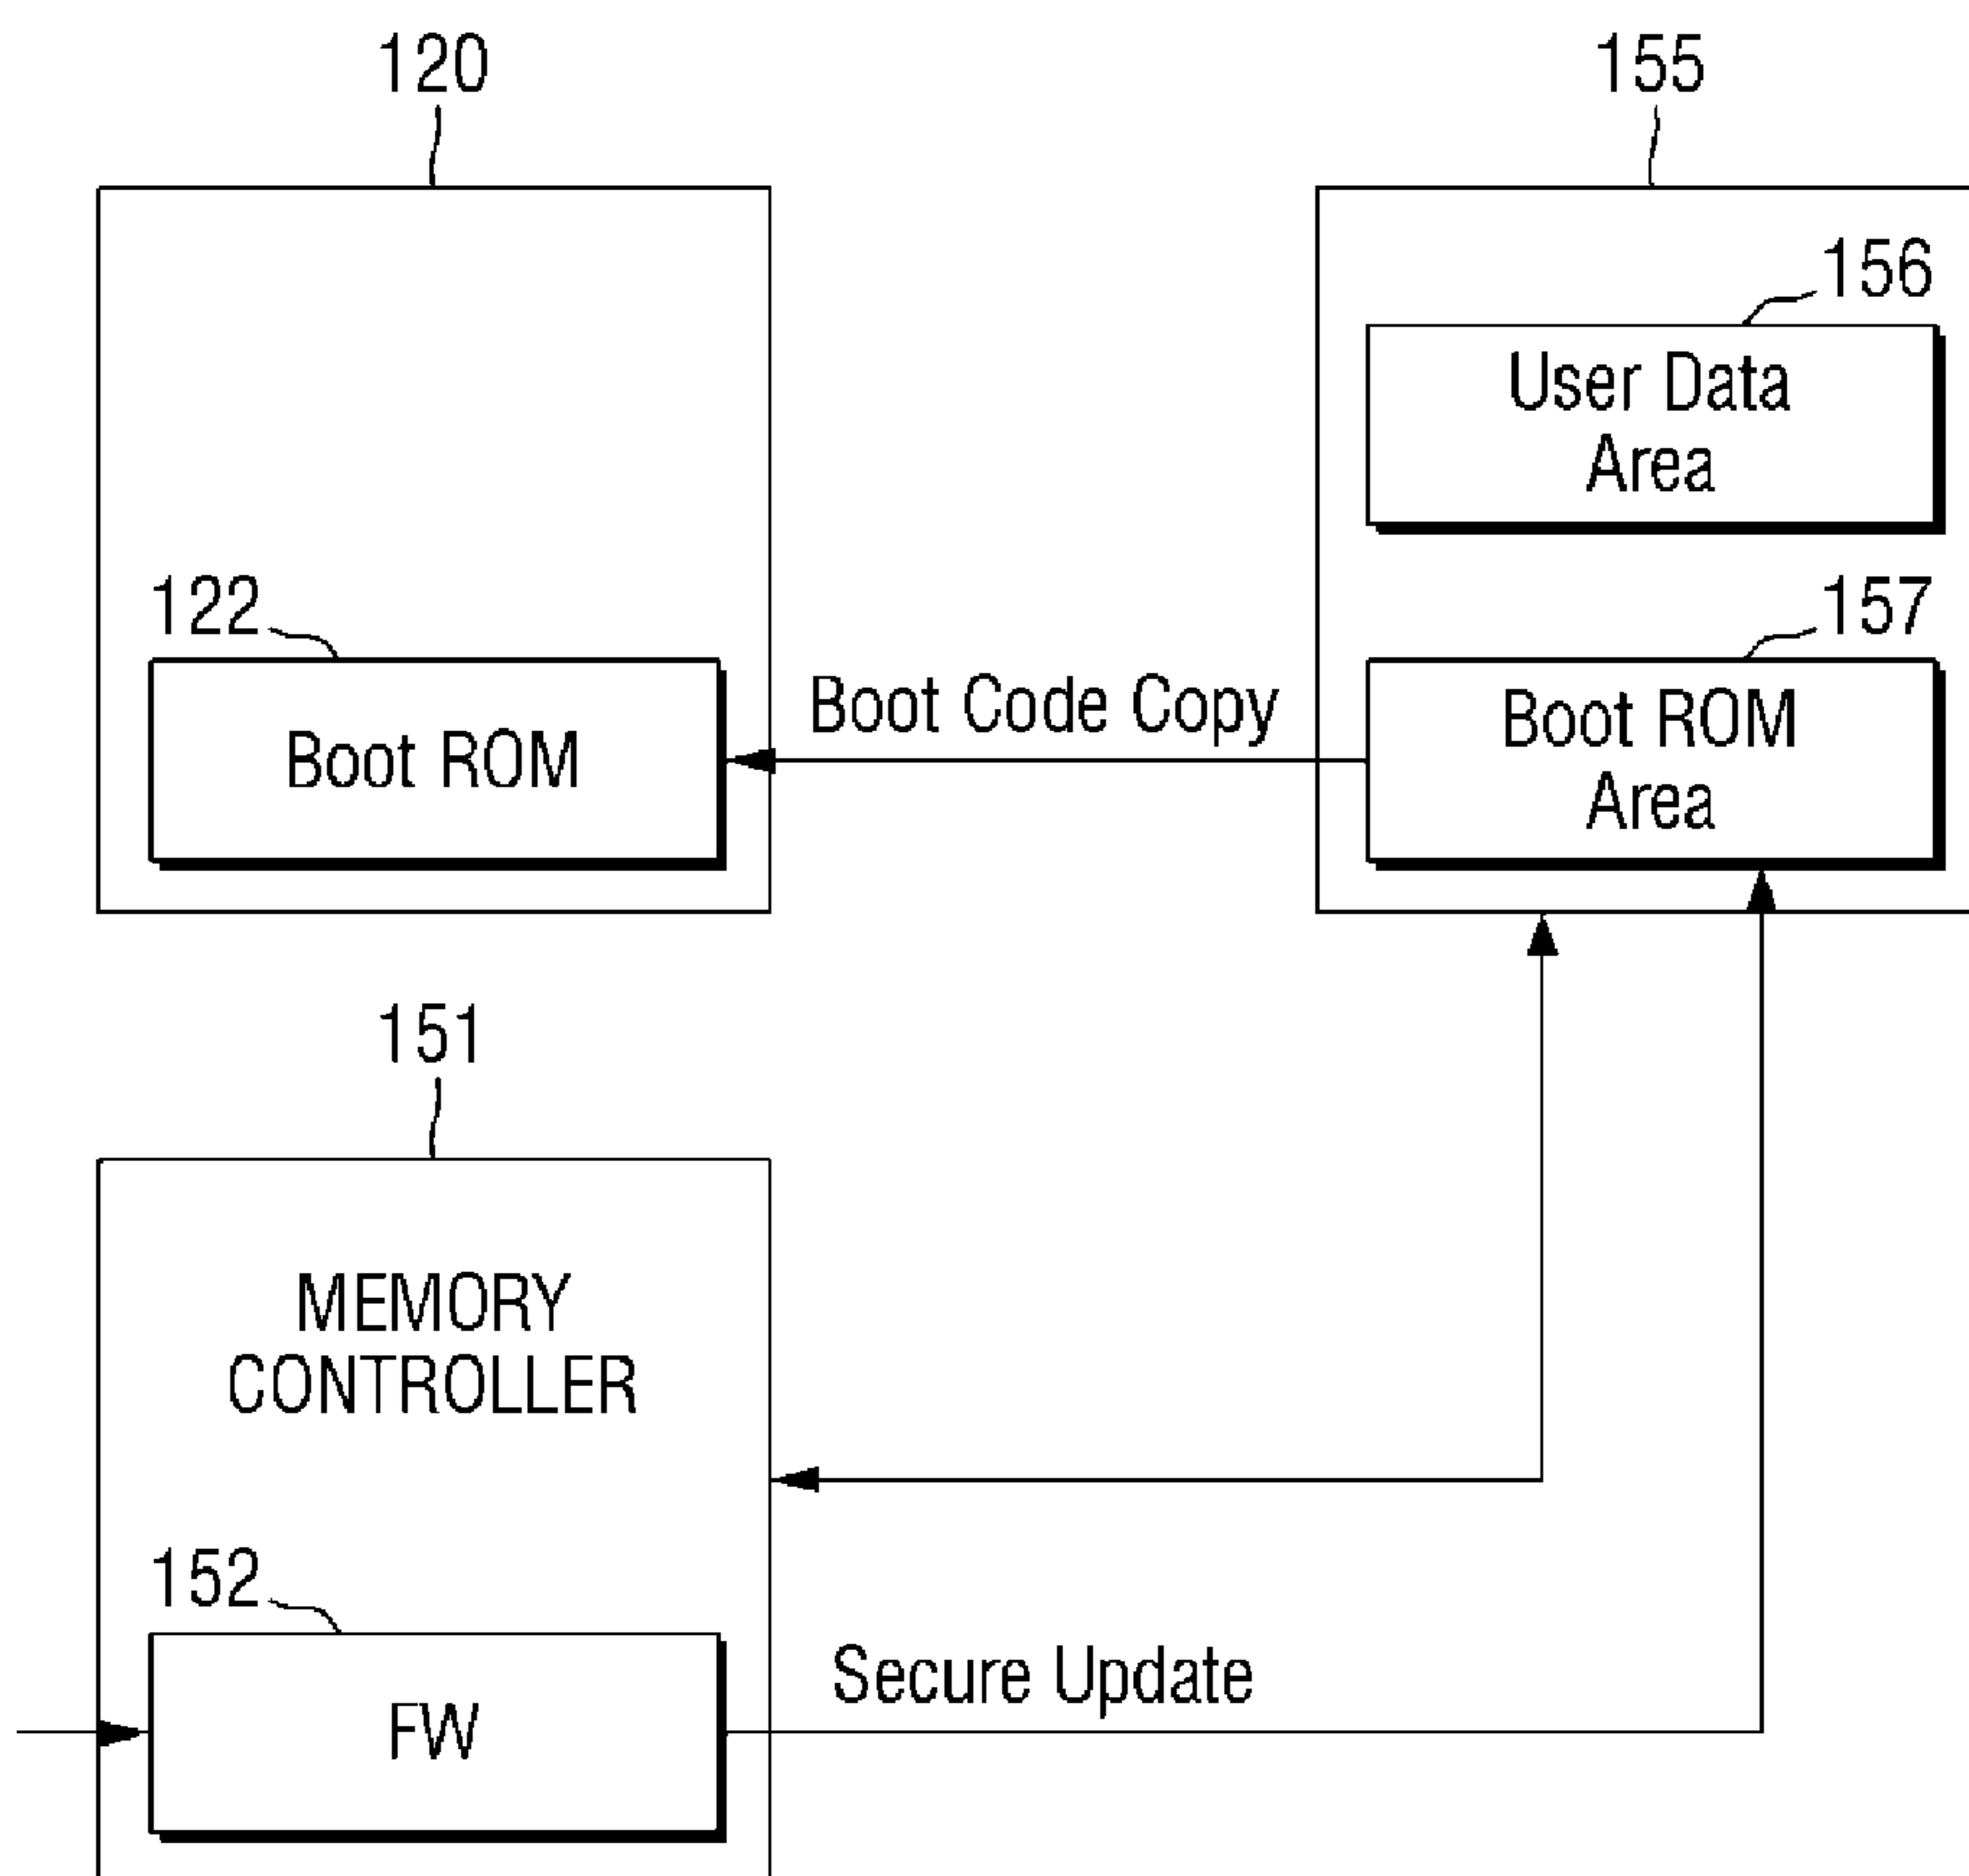 120
155
156
User Data
Area
122
157
Boot ROM
Boot Code Copy
Boot ROM
Area
151
MEMORY
CONTROLLER
152
FW
Secure Update